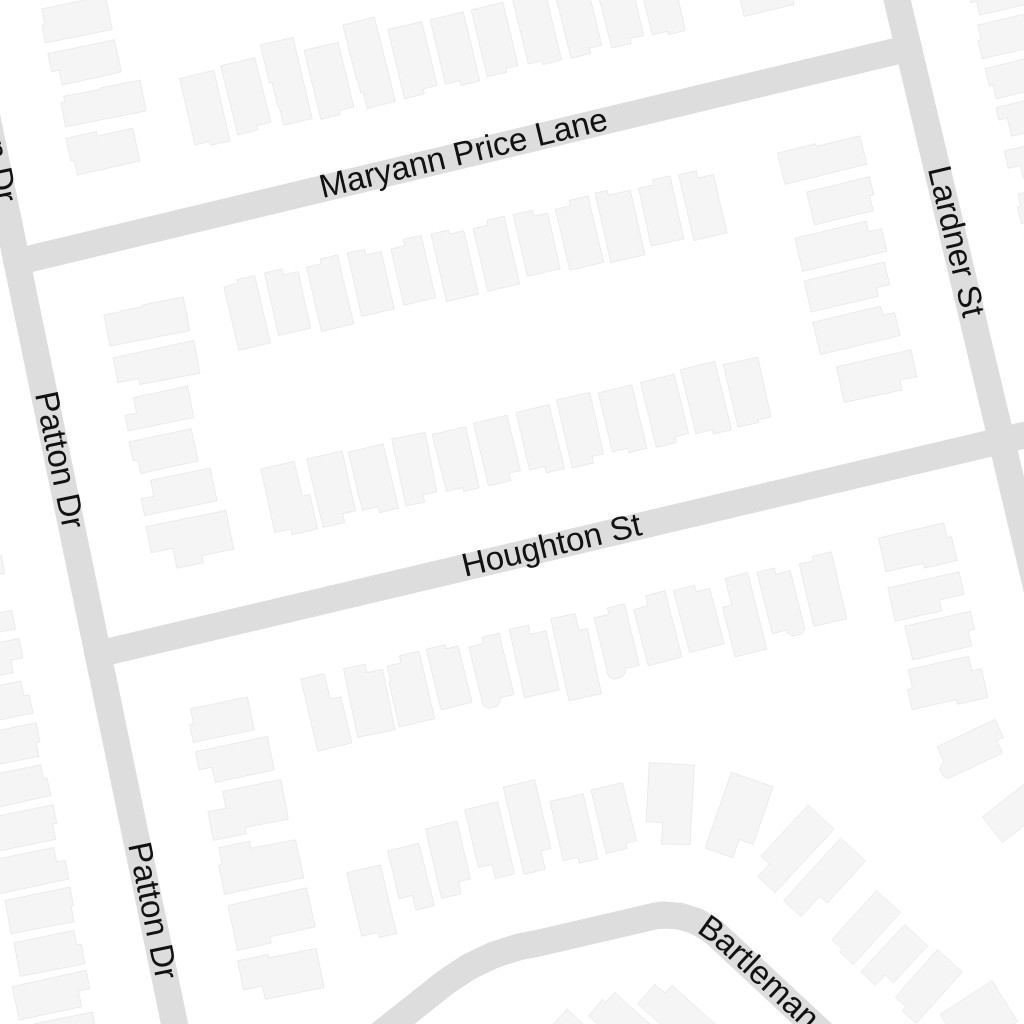 Maryann Price Lane
Lardner St
Patton Dr
Houghton St
Patton Dr
Bartleman